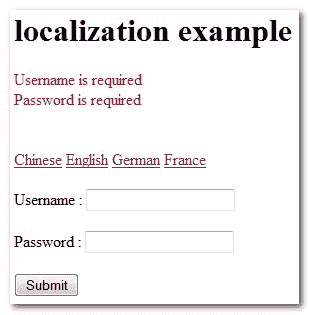 localization example
Username is required
Password is required
Chinese English German France
Username :
Password :
Submit